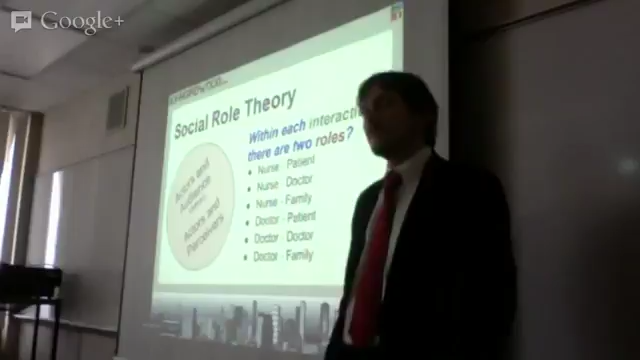 Google+
Social Role Theory
Within each interacti
there are two roles?
Actors and
Audience
Actors and
Perceivers
• Nurse Patient
• Nurse Doctor
• Nurse Family
• Doctor Patient
• Doctor Doctor
• Doctor Family